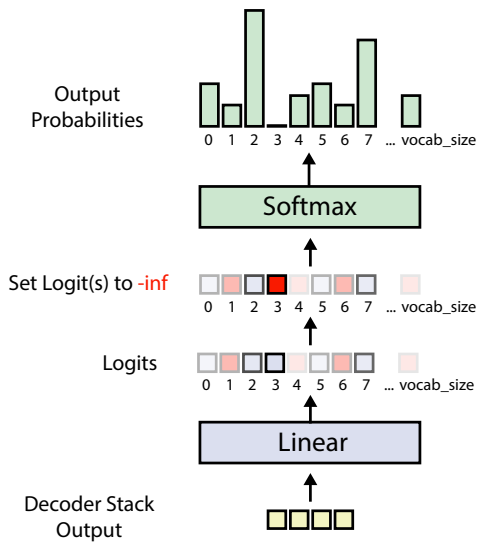 Output
Probabilities
0 1 2 3 4 5 6 7 ... vocab_size
Softmax
Set Logit(s) to -inf
0 1 2 3 4 5 6 7 ... vocab_size
Logits
0 1 2 3 4 5 6 7 ... vocab_size
Linear
Decoder Stack
Output